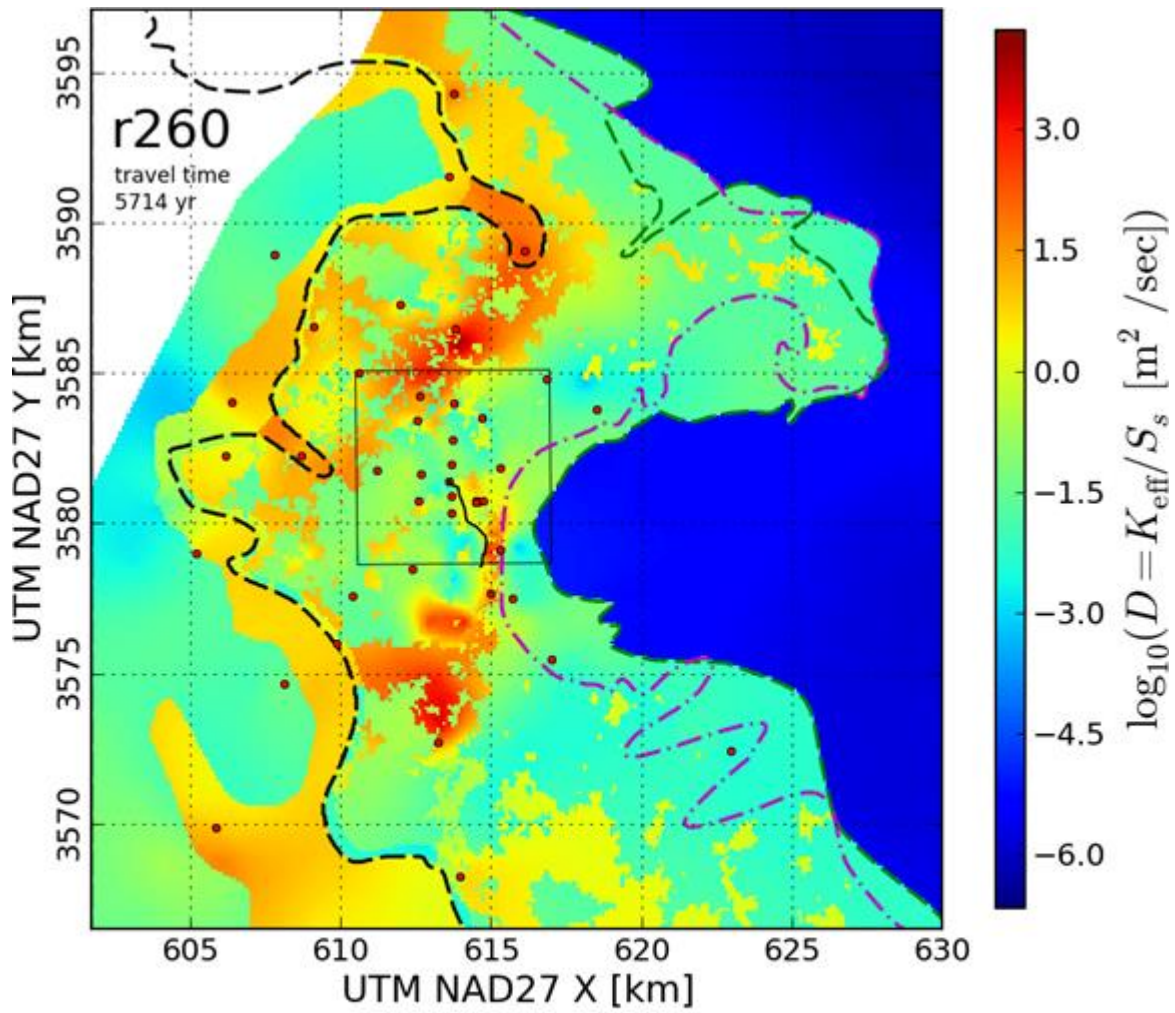 r260
travel time
5714 yr
3595
3590
3585
3580
3575
3570
UTM NAD27 Y [km]
605 610 615 620 625 630
UTM NAD27 X [km]
3.0
1.5
0.0
−1.5
−3.0
−4.5
−6.0
log₁₀(D = K_eff/S_s [m² /sec])